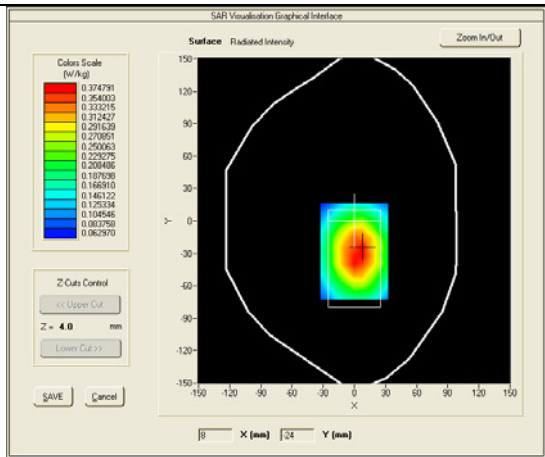 SAR Visualisation Graphical Interface
Surface Radiated Intensity
Zoom In/Out
Colors Scale
(W/kg)
0.374791
0.354003
0.333215
0.312427
0.291639
0.270851
0.250063
0.229275
0.208486
0.187698
0.166910
0.146122
0.125334
0.104546
0.083758
0.062970
Z Cuts Control
<< Upper Cut
Z = 4.0 mm
Lower Cut >>
SAVE Cancel
150
120
90
60
30
0
-30
-60
-90
-120
-150
Y
-150 -120 -90 -60 -30 0 30 60 90 120 150
X
8 X (mm) -24 Y (mm)